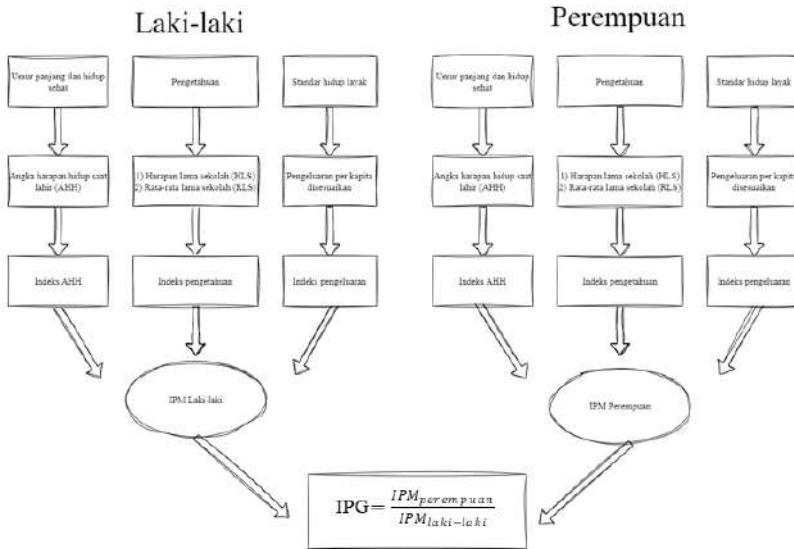 Laki-laki
Perempuan
Umur panjang dan hidup
sehat
Pengetahuan
Standar hidup layak
Umur panjang dan hidup
sehat
Pengetahuan
Standar hidup layak
Angka harapan hidup saat
lahir (AHH)
1) Harapan lama sekolah (HLS)
2) Rata-rata lama sekolah (RLS)
Pengeluaran per kapita
disesuaikan
Angka harapan hidup saat
lahir (AHH)
1) Harapan lama sekolah (HLS)
2) Rata-rata lama sekolah (RLS)
Pengeluaran per kapita
disesuaikan
Indeks AHH
Indeks pengetahuan
Indeks pengeluaran
Indeks AHH
Indeks pengetahuan
Indeks pengeluaran
IPM Laki-laki
IPM Perempuan
IPG= IPM perempuan
IPM laki-laki